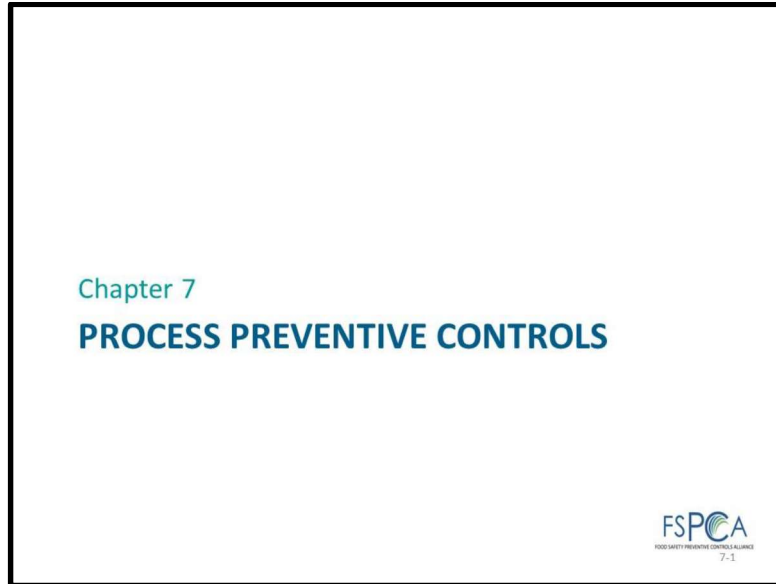 Chapter 7
PROCESS PREVENTIVE CONTROLS
FSPCA
FOOD SAFETY PREVENTIVE CONTROLS ALLIANCE
7-1